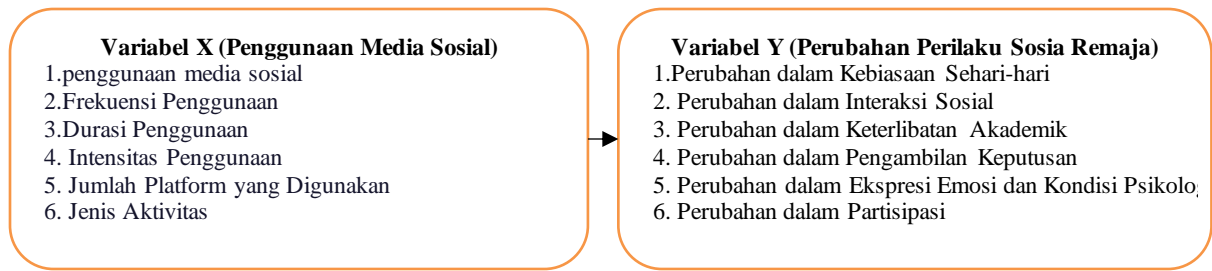 Variabel X (Penggunaan Media Sosial)
1.penggunaan media sosial
2.Frekuensi Penggunaan
3.Durasi Penggunaan
4. Intensitas Penggunaan
5. Jumlah Platform yang Digunakan
6. Jenis Aktivitas
Variabel Y (Perubahan Perilaku Sosia Remaja)
1.Perubahan dalam Kebiasaan Sehari-hari
2. Perubahan dalam Interaksi Sosial
3. Perubahan dalam Keterlibatan Akademik
4. Perubahan dalam Pengambilan Keputusan
5. Perubahan dalam Ekspresi Emosi dan Kondisi
6. Perubahan dalam Partisipasi